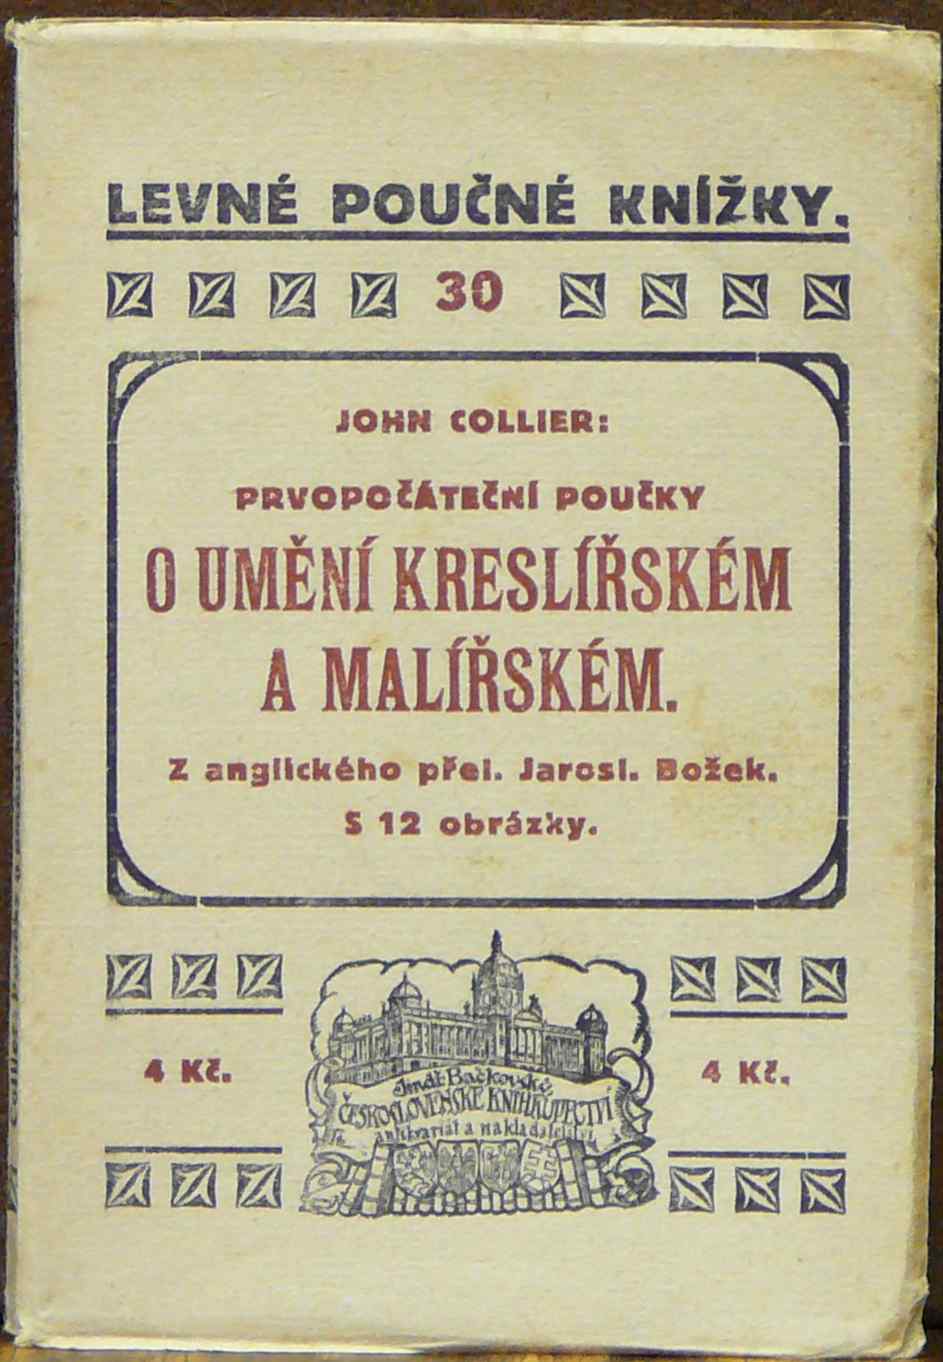 LEVNÉ POUČNÉ KNÍŽKY.
30
JOHN COLLIER:
PRVOPOČÁTEČNÍ POUČKY
O UMĚNÍ KRESLÍŘSKÉM
A MALÍŘSKÉM.
Z anglického přel. Jarosl. Božek.
S 12 obrázky.
4 Kč.
4 Kč.
Jindř. Bačkovský,
ČESKOSLOVENSKÉ KNIHKUPECTVÍ
antikvariát a nakladatelství